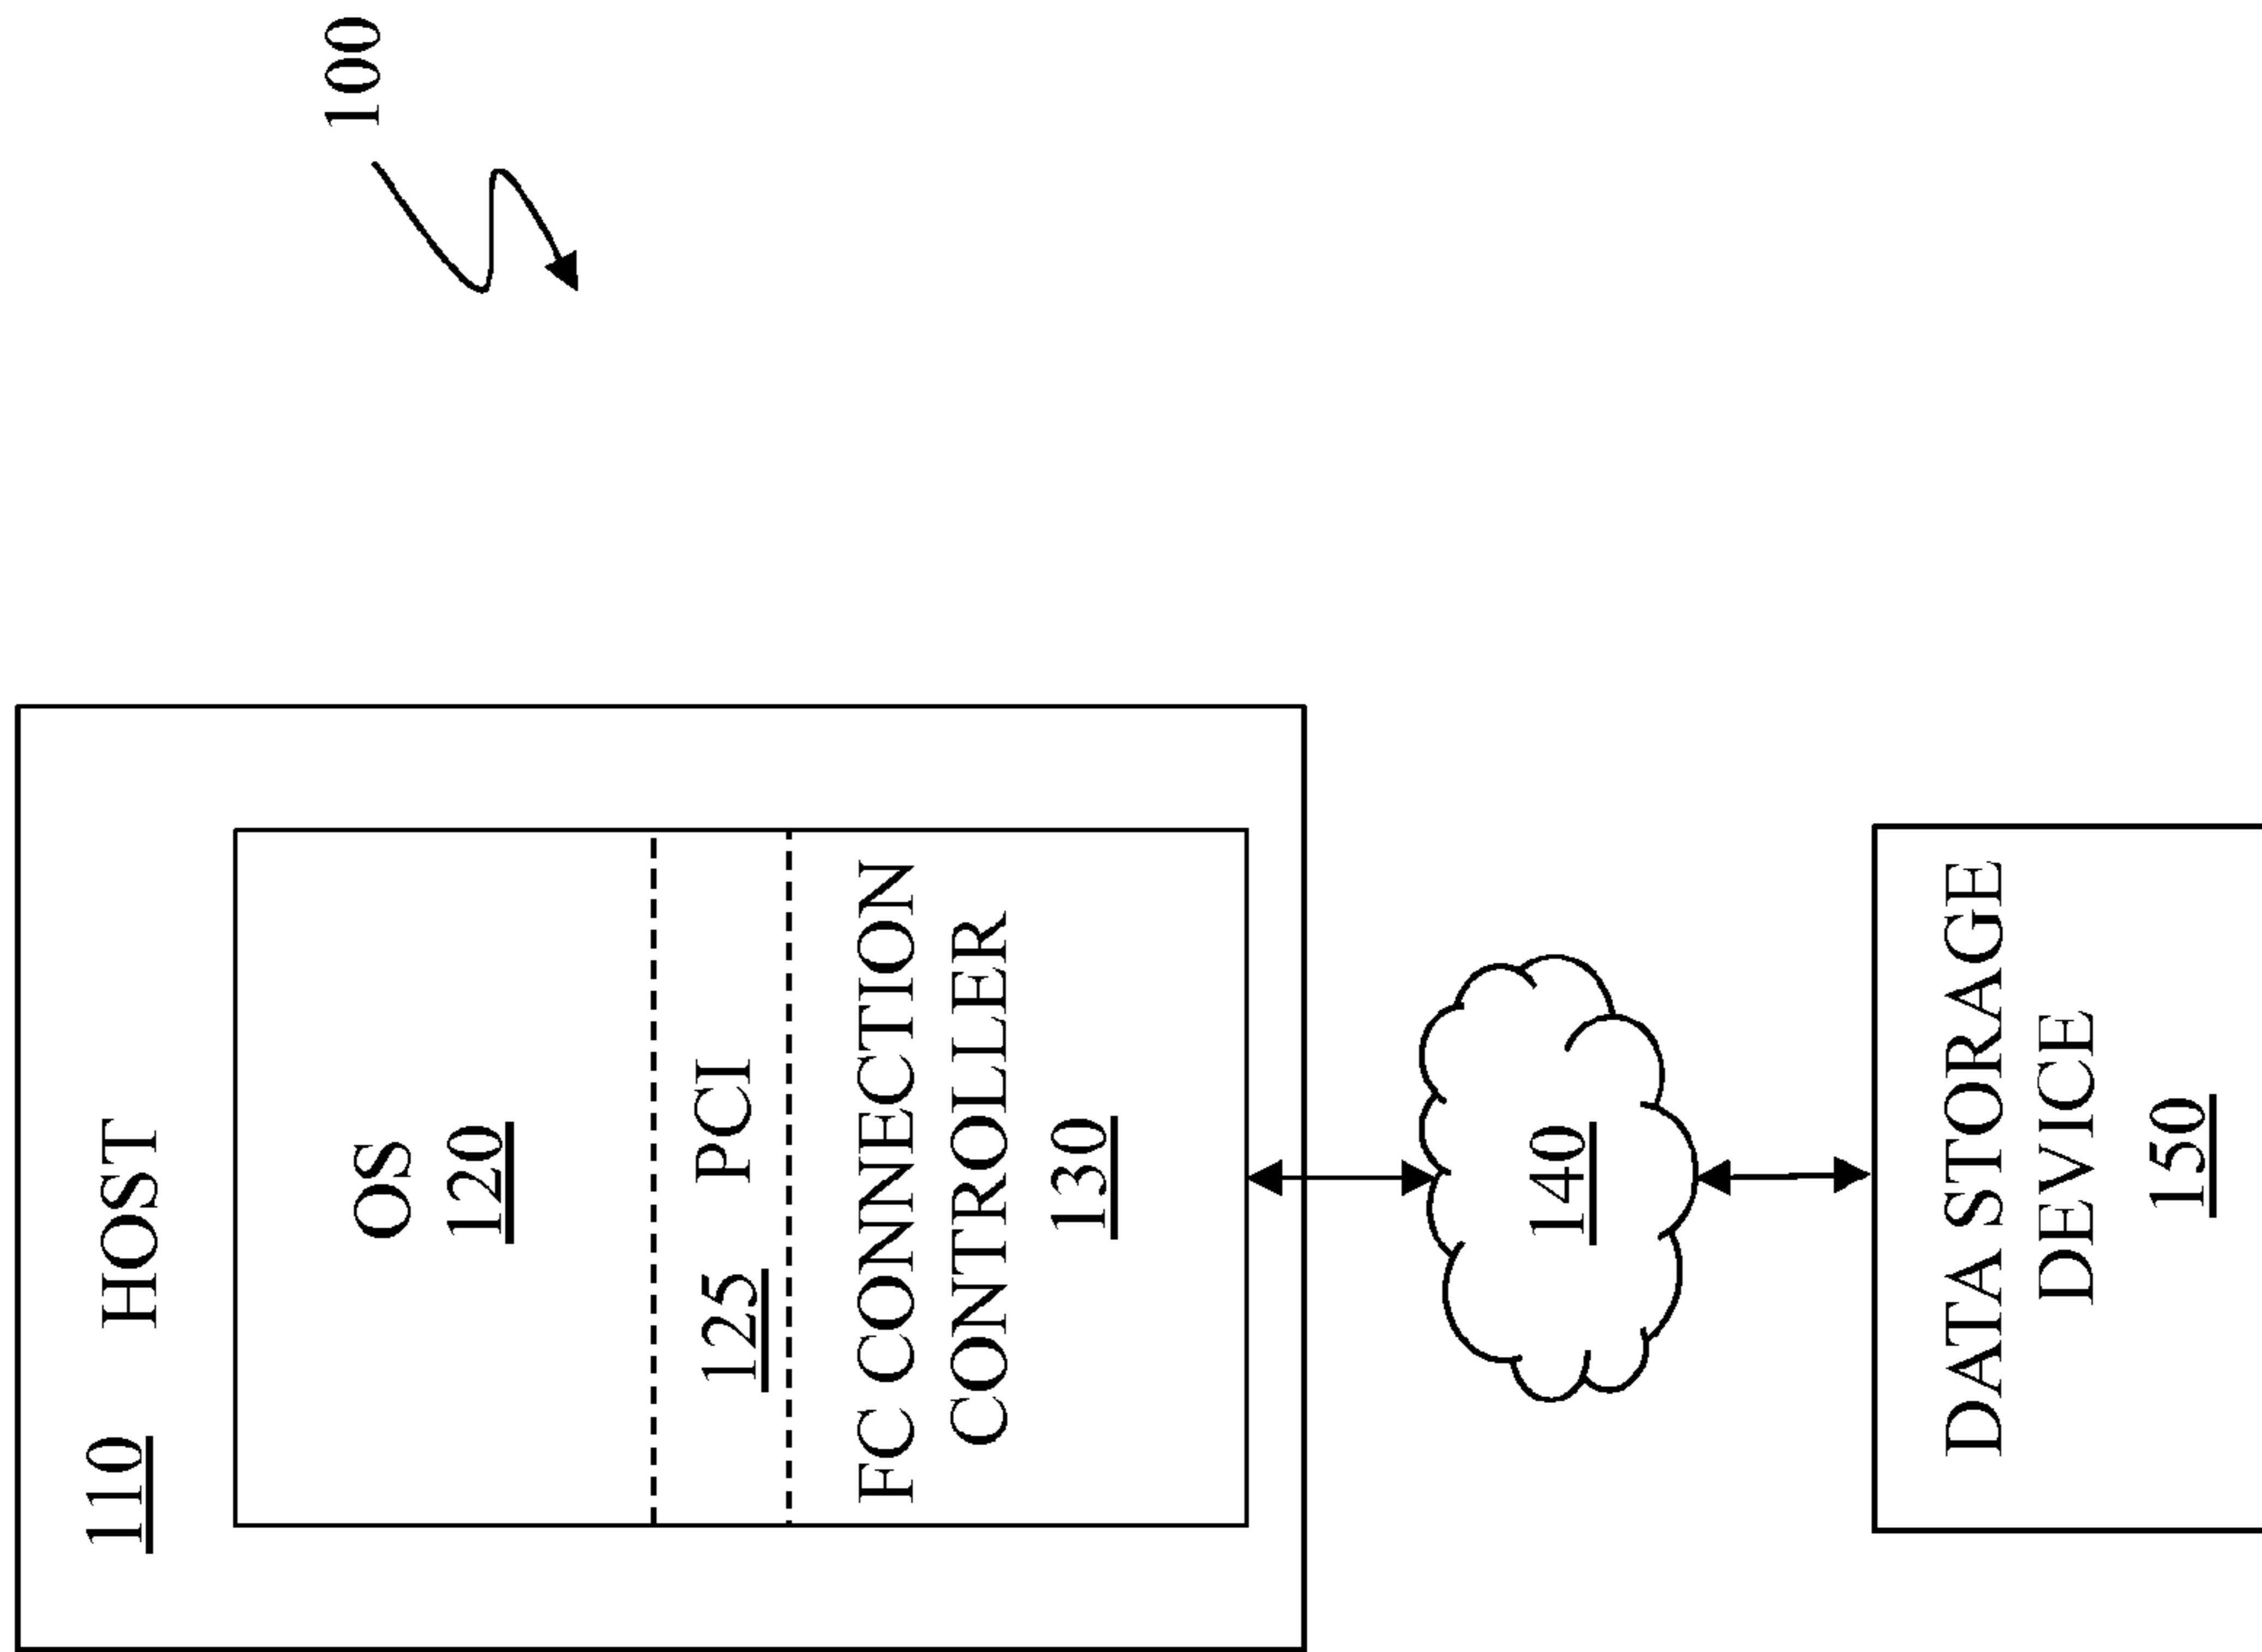 100
110 HOST
OS
120
125 PCI
FC CONNECTION
CONTROLLER
130
140
DATA STORAGE
DEVICE
150